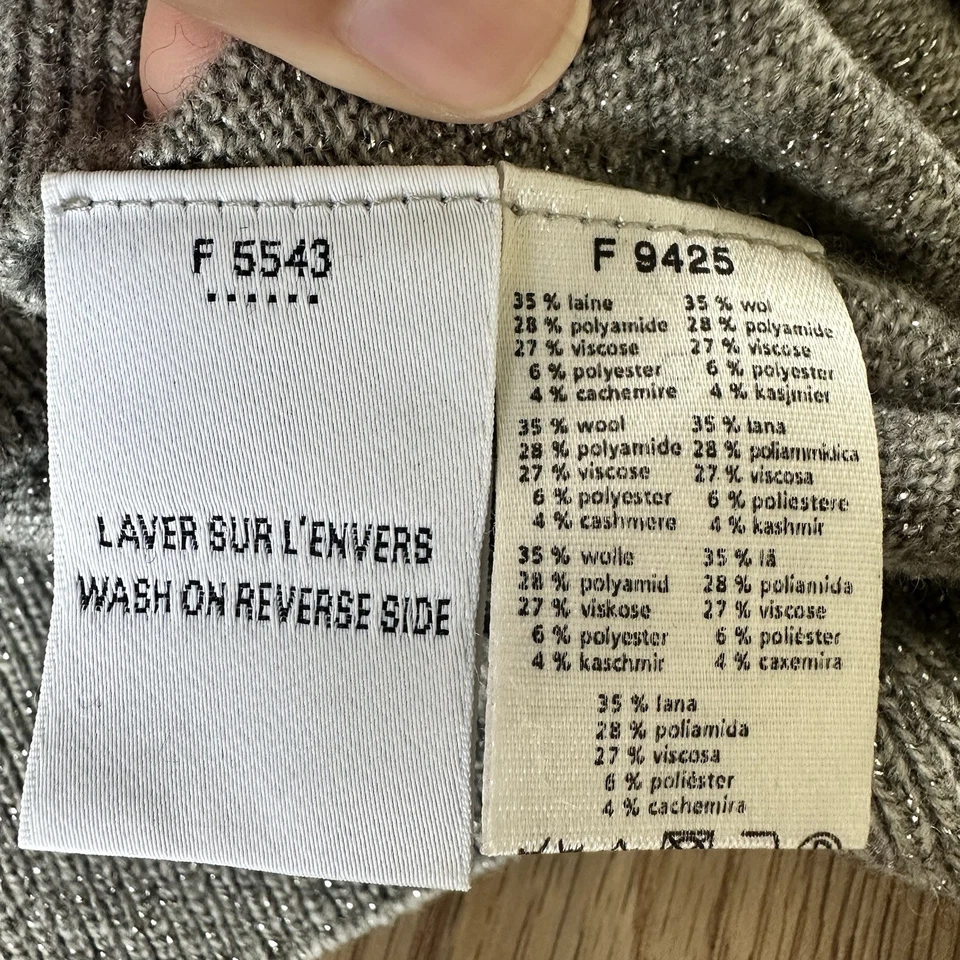 F 5543
LAVER SUR L'ENVERS
WASH ON REVERSE SIDE
F 9425
35 % laine
28 % polyamide
27 % viscose
6 % polyester
4 % cachemire
35 % wol
28 % polyamide
27 % viscose
6 % polyester
4 % kasjmier
35 % wool
28 % polyamide
27 % viscose
6 % polyester
4 % cashmere
35 % lana
28 % poliammidica
27 % viscosa
6 % poliestere
4 % kashmir
35 % wolle
28 % polyamid
27 % viskose
6 % polyester
4 % kaschmir
35 % lã
28 % poliamida
27 % viscose
6 % poliéster
4 % caxemira
35 % lana
28 % poliamida
27 % viscosa
6 % poliéster
4 % cachemira